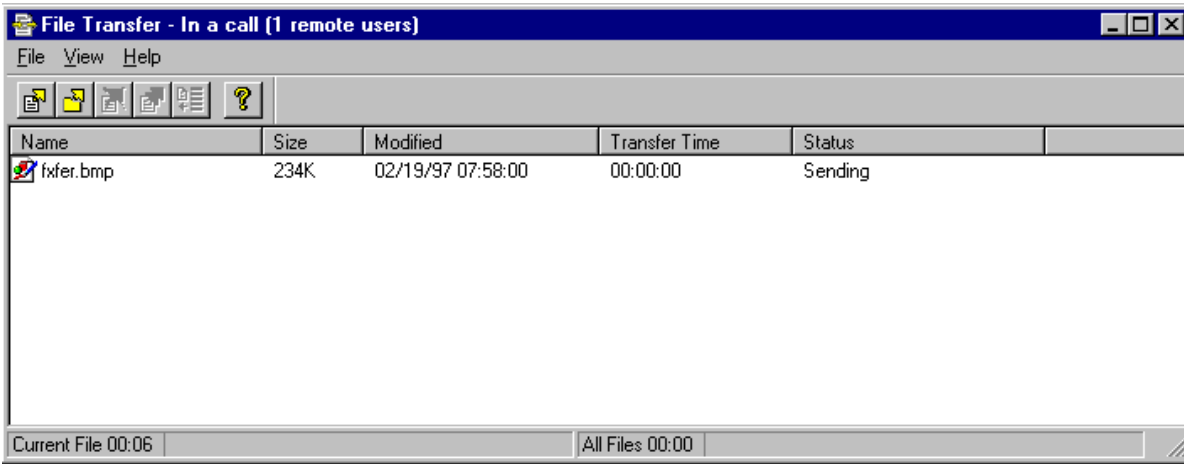 File Transfer - In a call (1 remote users)
File View Help
Name Size Modified Transfer Time Status
fxfer.bmp 234K 02/19/97 07:58:00 00:00:00 Sending
Current File 00:06 All Files 00:00